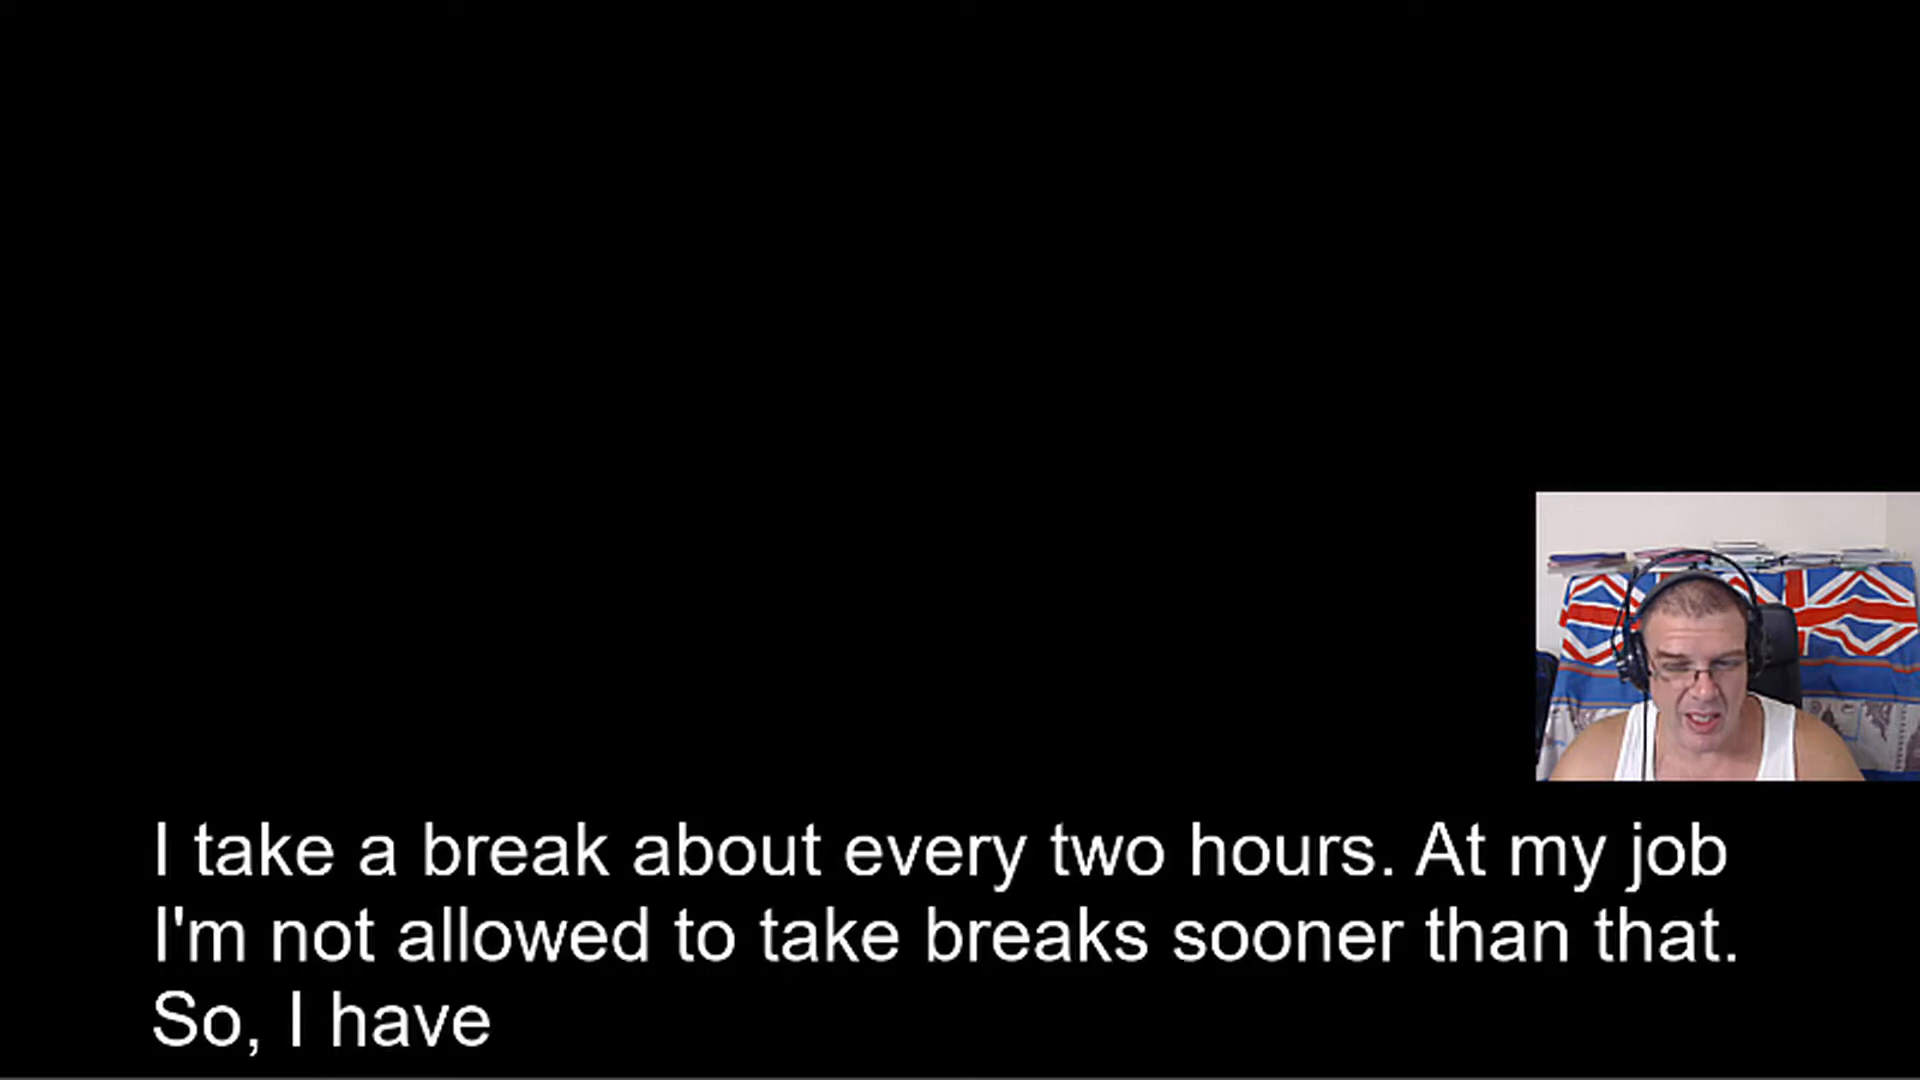 I take a break about every two hours. At my job
I'm not allowed to take breaks sooner than that.
So, I have